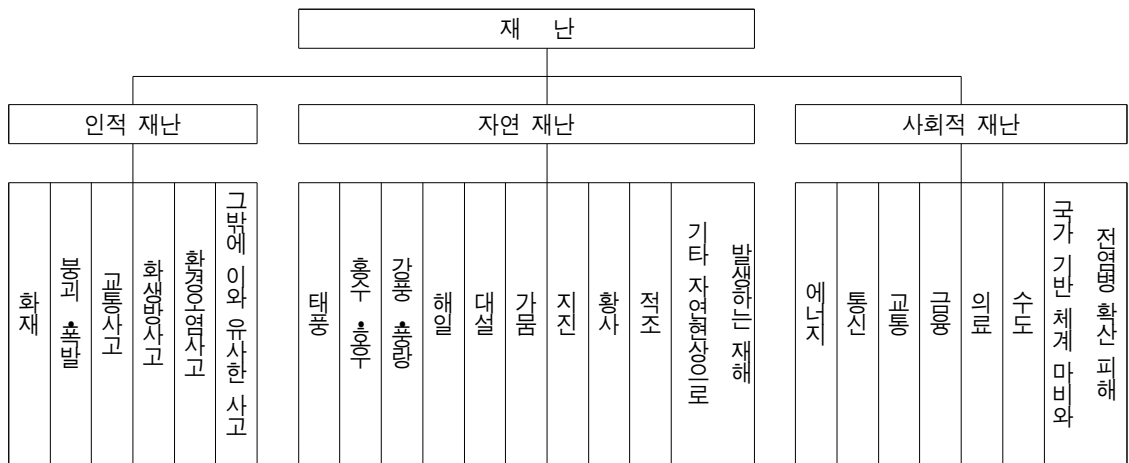 재 난
인적 재난
자연 재난
사회적 재난
화재
붕괴·폭발
교통사고
화생방사고
환경오염사고
그밖에 이와 유사한 사고
태풍
홍수·호우
강풍·풍랑
해일
대설
가뭄
지진
황사
적조
기타 자연현상으로
발생하는 재해
에너지
통신
교통
금융
의료
수도
국가 기반 체계 마비와
전염병 확산 피해